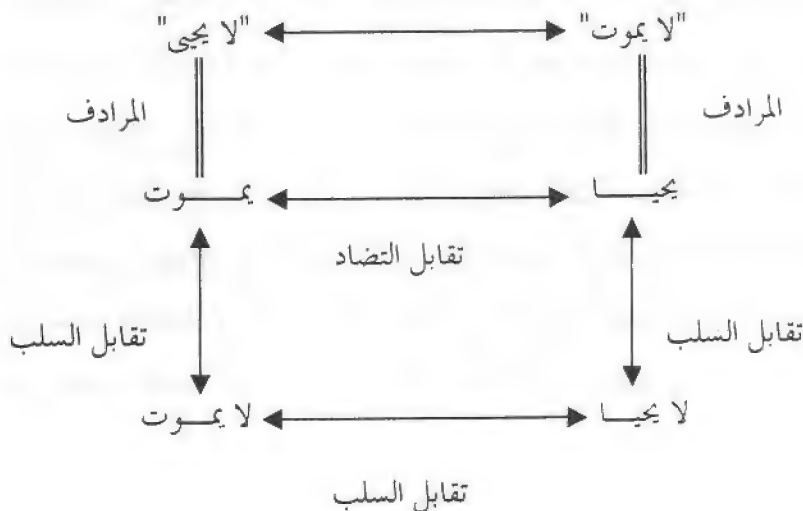 "لا يموت" "لا يحيى"
المرادف المرادف
يحيـــا يمـــوت
تقابل التضاد
تقابل السلب تقابل السلب
لا يحيـــا لا يمـــوت
تقابل السلب